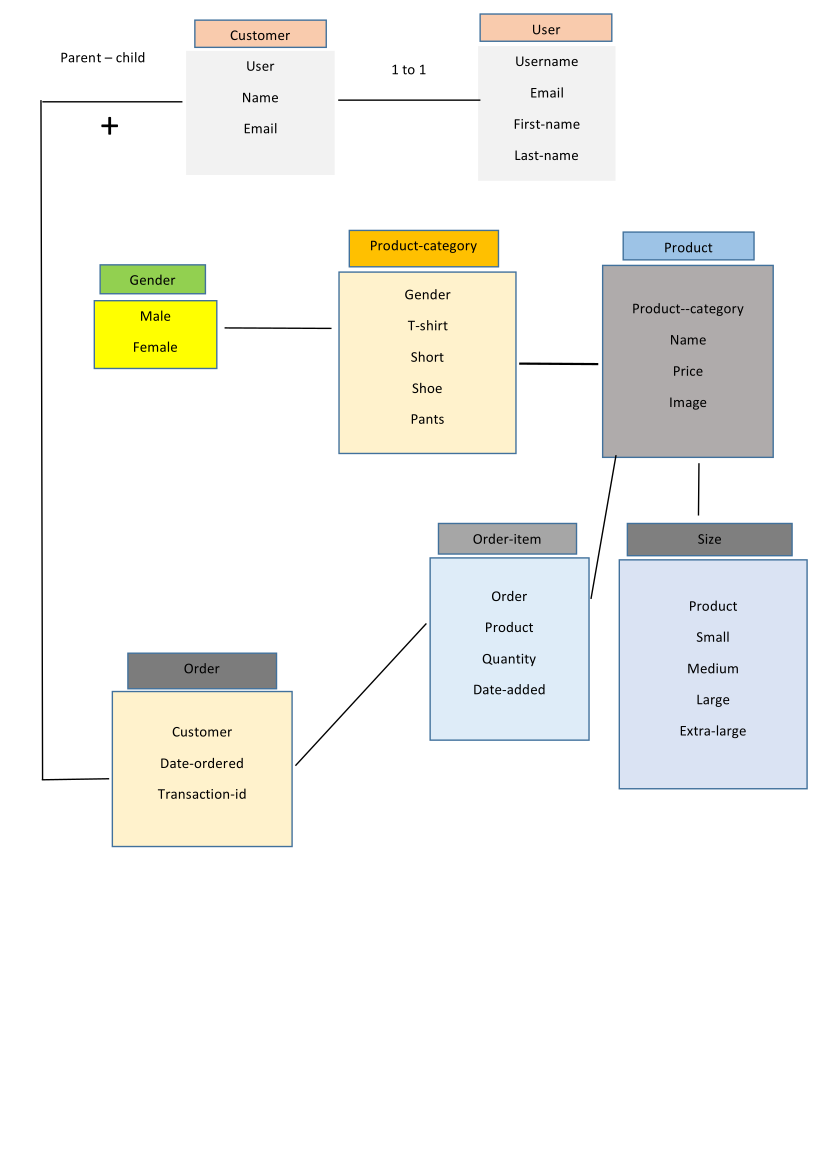 Parent – child
Customer
User
Name
Email
1 to 1
User
Username
Email
First-name
Last-name
+
Gender
Male
Female
Product-category
Gender
T-shirt
Short
Shoe
Pants
Product
Product--category
Name
Price
Image
Order-item
Order
Product
Quantity
Date-added
Size
Product
Small
Medium
Large
Extra-large
Order
Customer
Date-ordered
Transaction-id